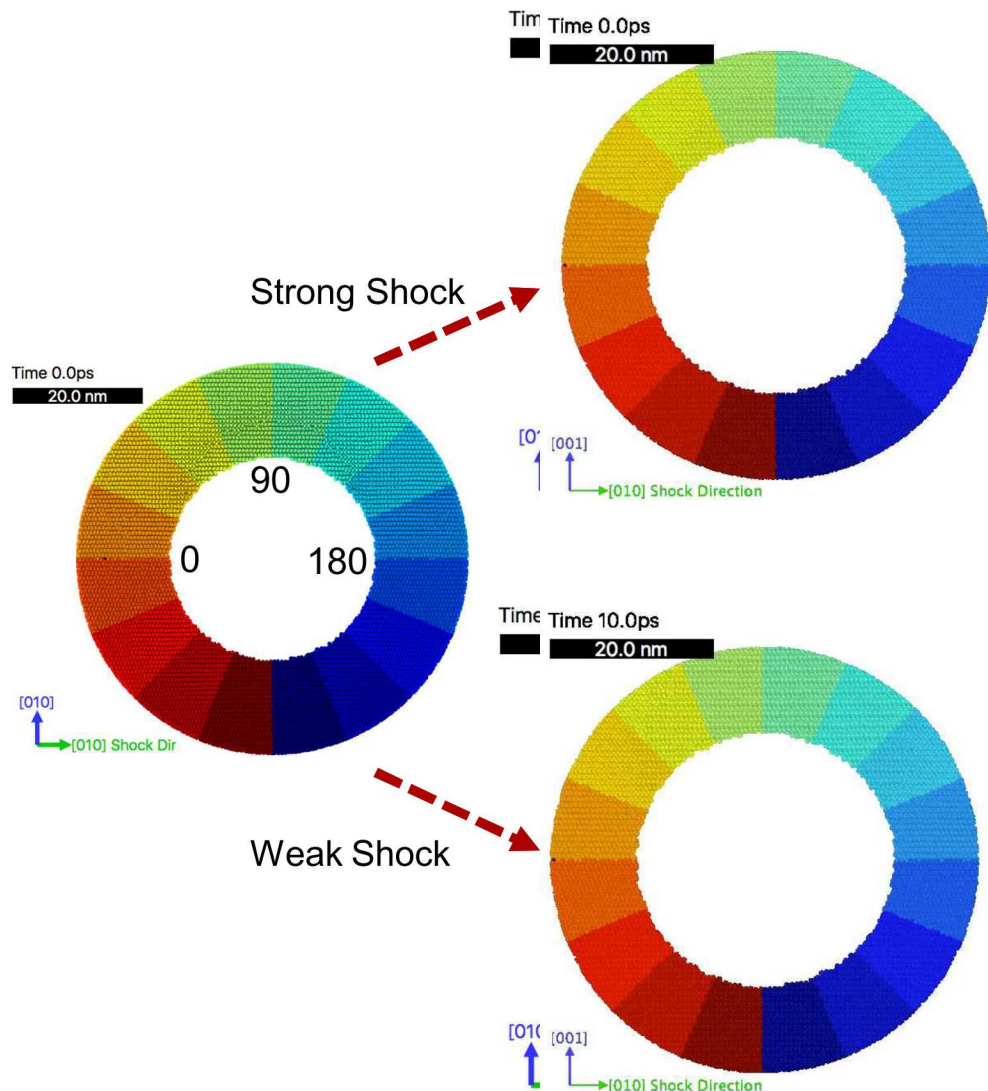 Tim
Time 0.0ps
20.0 nm
Strong Shock
Time 0.0ps
20.0 nm
90
0
180
[010]
[010] Shock Dir
[0
[001]
[010] Shock Direction
Weak Shock
Time
Time 10.0ps
20.0 nm
[010
[001]
[010] Shock Direction